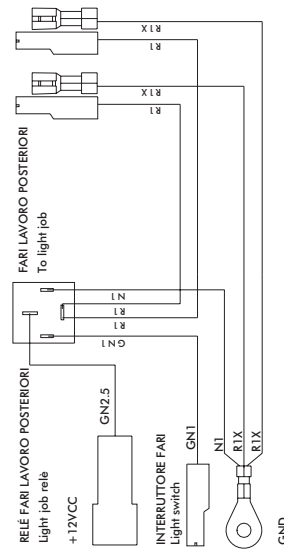 R1X
R1
R1X
R1
FARI LAVORO POSTERIORI
To light job
N1
R1
R1
GN1
RELÉ FARI LAVORO POSTERIORI
Light job relè
+12VCC
GN2.5
INTERRUTTORE FARI
Light switch
GN1
N1
R1X
R1X
GND